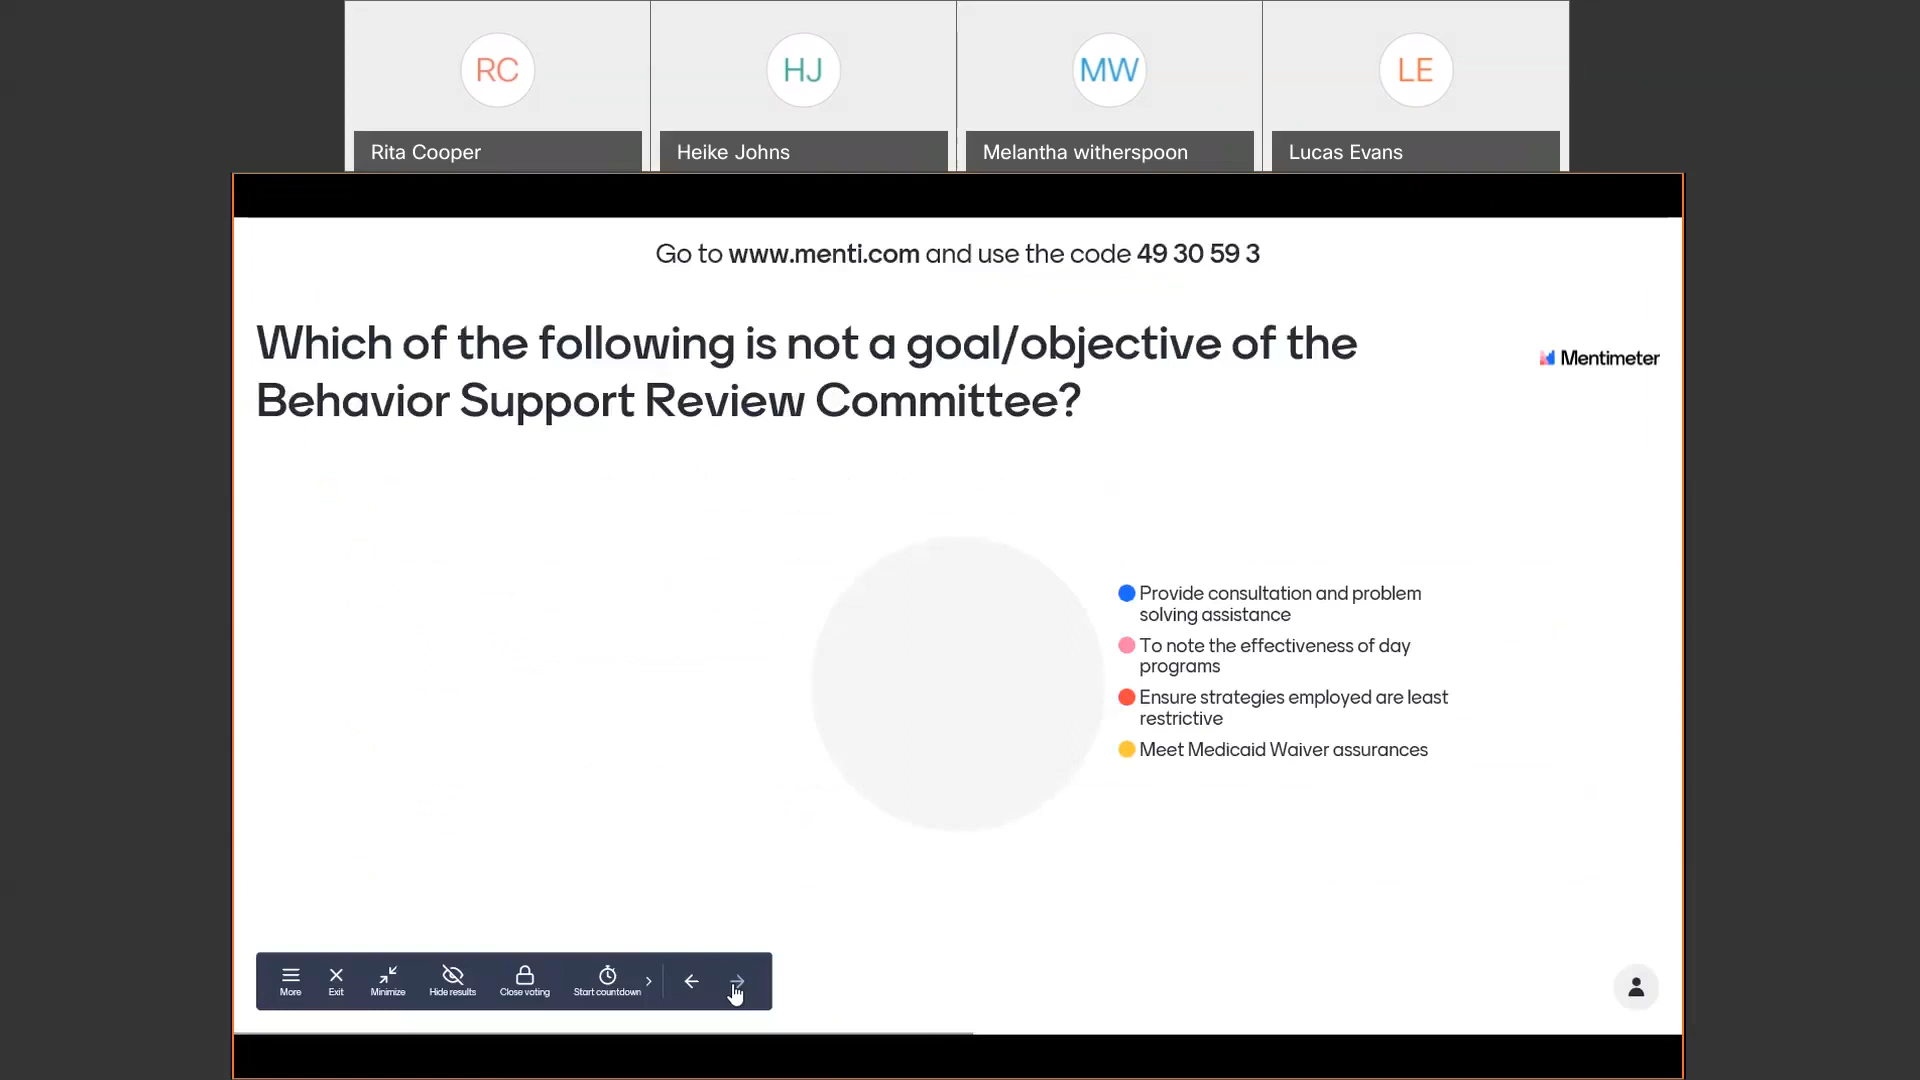 RC
HJ
MW
LE
Rita Cooper
Heike Johns
Melantha witherspoon
Lucas Evans
Go to www.menti.com and use the code 49 30 59 3
Which of the following is not a goal/objective of the
Behavior Support Review Committee?
Mentimeter
Provide consultation and problem
solving assistance
To note the effectiveness of day
programs
Ensure strategies employed are least
restrictive
Meet Medicaid Waiver assurances
More
Exit
Minimize
Hide results
Close voting
Start countdown